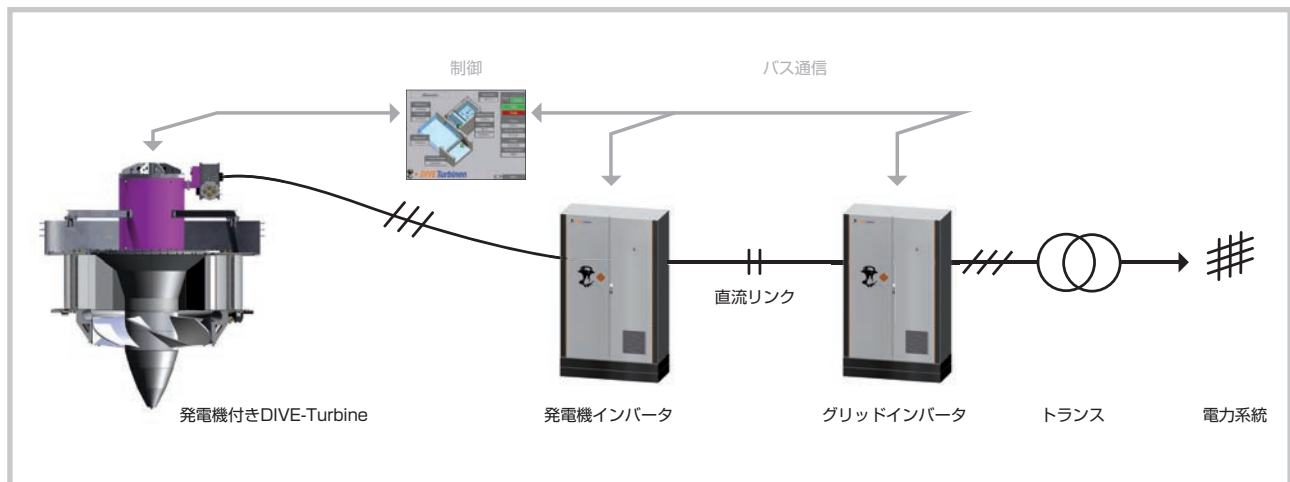 制御
バス通信
DIVE Turbinen
直流リンク
発電機付きDIVE-Turbine
発電機インバータ
グリッドインバータ
トランス
電力系統